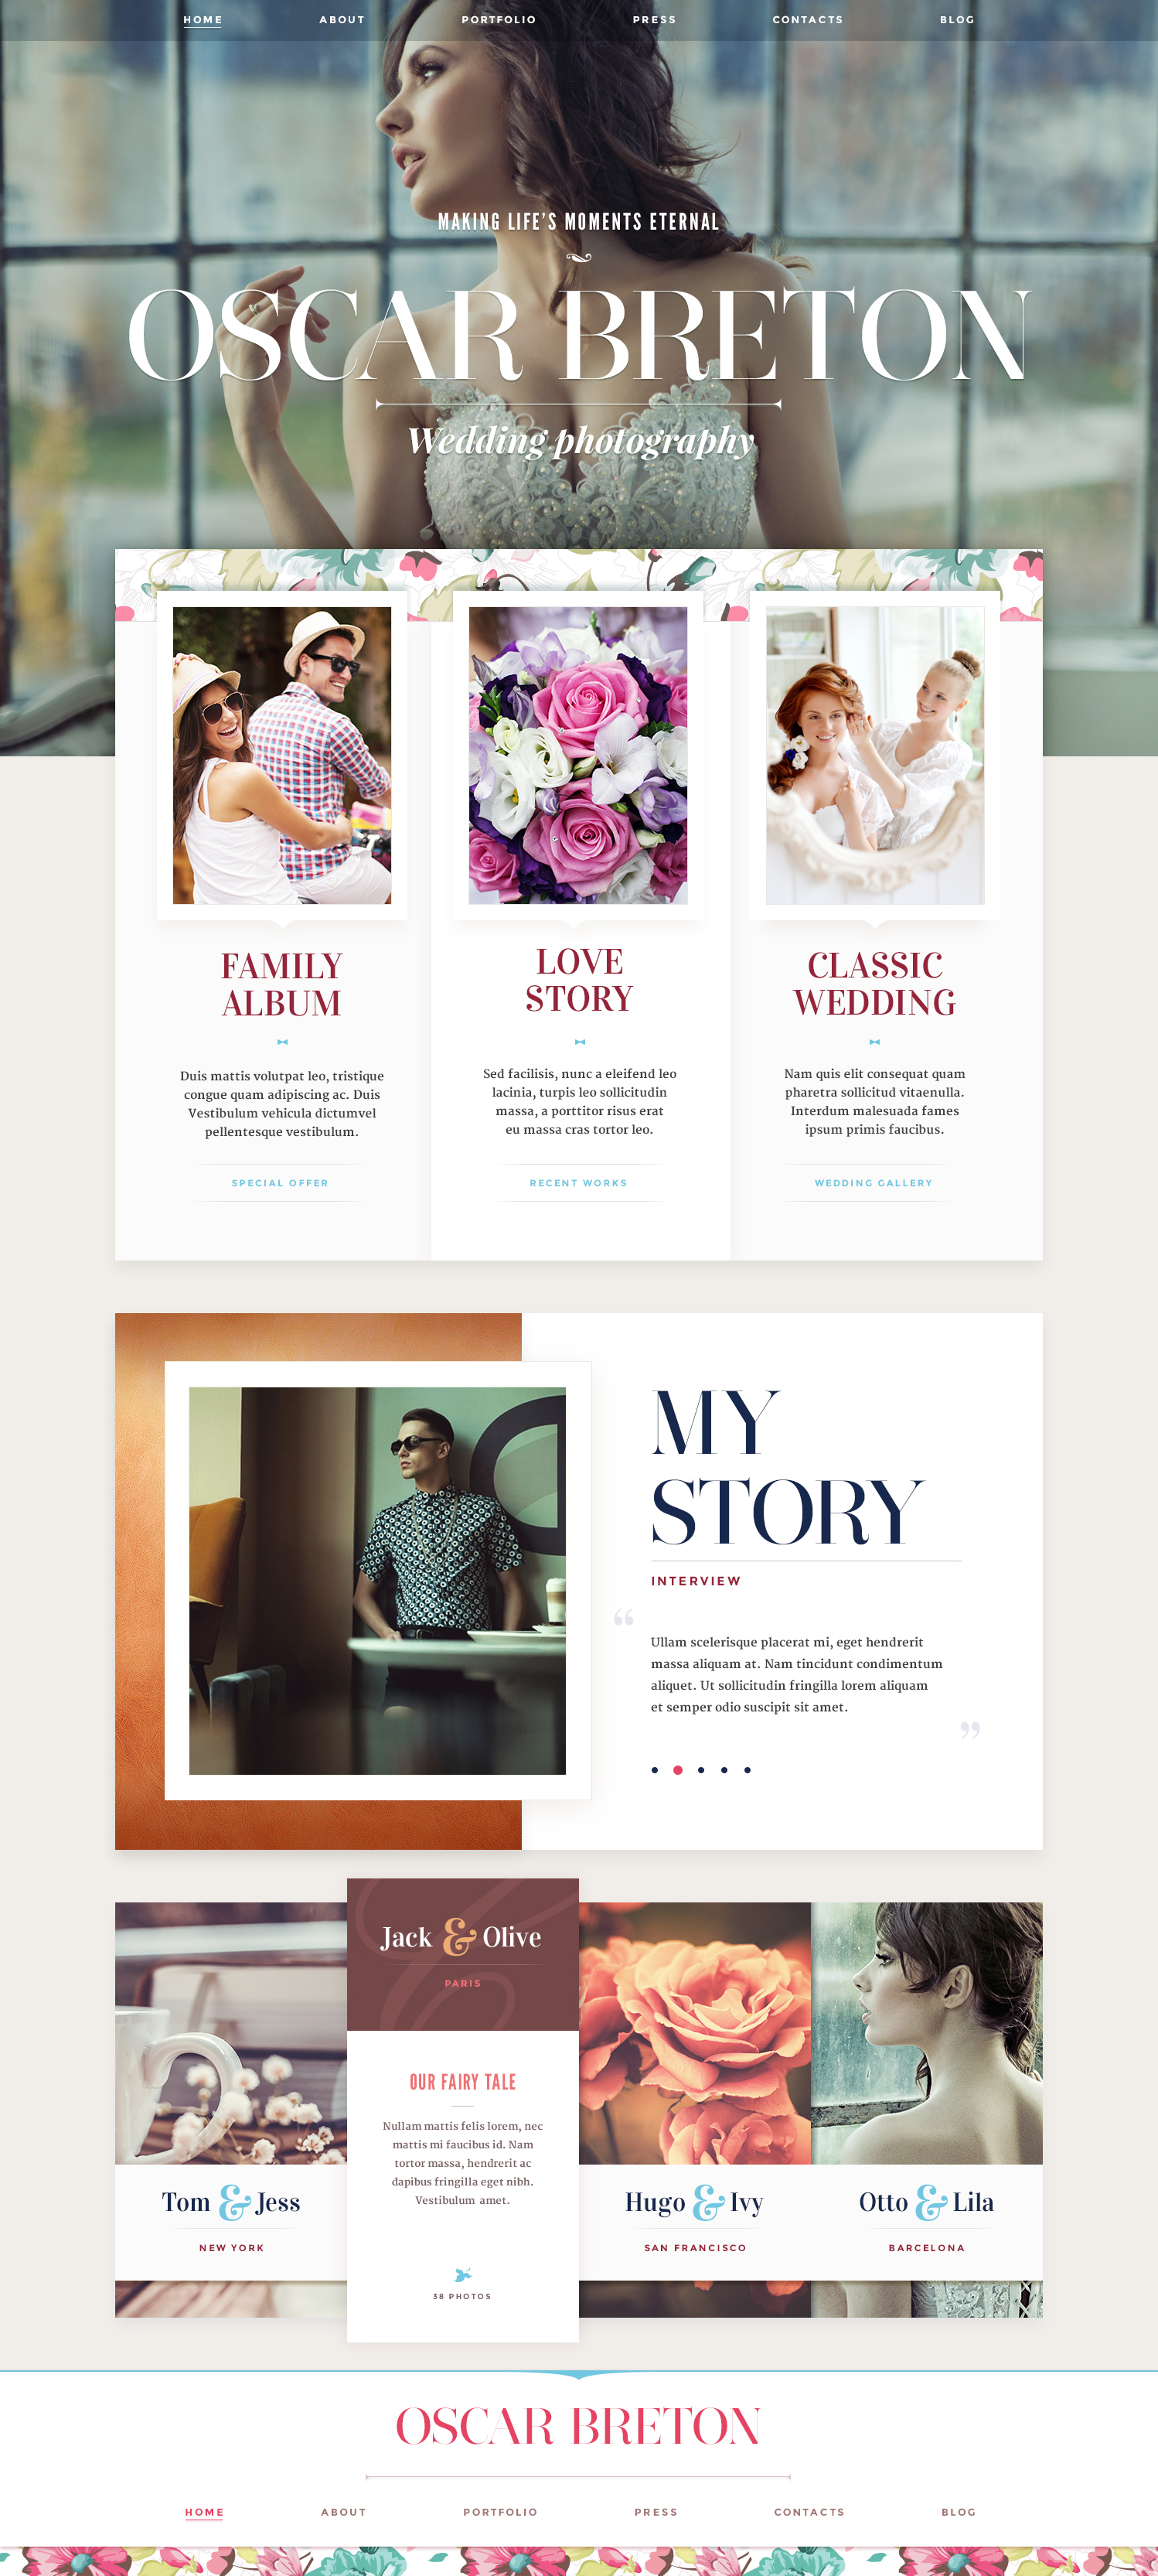 HOME ABOUT PORTFOLIO PRESS CONTACTS BLOG
MAKING LIFE'S MOMENTS ETERNAL
OSCAR BRETON
Wedding photography
FAMILY
ALBUM
Duis mattis volutpat leo, tristique
congue quam adipiscing ac. Duis
Vestibulum vehicula dictumvel
pellentesque vestibulum.
SPECIAL OFFER
LOVE
STORY
Sed facilisis, nunc a eleifend leo
lacinia, turpis leo sollicitudin
massa, a porttitor risus erat
eu massa cras tortor leo.
RECENT WORKS
CLASSIC
WEDDING
Nam quis elit consequat quam
pharetra sollicitud vitaenulla.
Interdum malesuada fames
ipsum primis faucibus.
WEDDING GALLERY
MY
STORY
INTERVIEW
“
Ullam scelerisque placerat mi, eget hendrerit
massa aliquam at. Nam tincidunt condimentum
aliquet. Ut sollicitudin fringilla lorem aliquam
et semper odio suscipit sit amet.
”
Tom & Jess
NEW YORK
Jack & Olive
PARIS
OUR FAIRY TALE
Nullam mattis felis lorem, nec
mattis mi faucibus id. Nam
tortor massa, hendrerit ac
dapibus fringilla eget nibh.
Vestibulum amet.
38 PHOTOS
Hugo & Ivy
SAN FRANCISCO
Otto & Lila
BARCELONA
OSCAR BRETON
HOME ABOUT PORTFOLIO PRESS CONTACTS BLOG